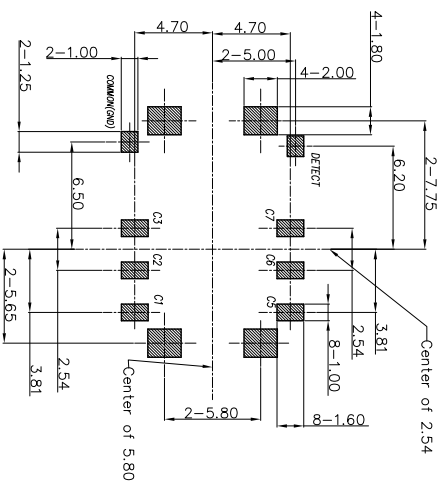 4.70
4.70
2-1.00
2-5.00
4-2.00
4-1.80
2-1.25
COMMON(GND)
DETECT
6.50
6.20
2-7.75
C3
C7
C2
C6
C1
C5
2-5.65
3.81
2.54
8-1.00
2.54
3.81
Center of 2.54
8-1.60
2-5.80
Center of 5.80